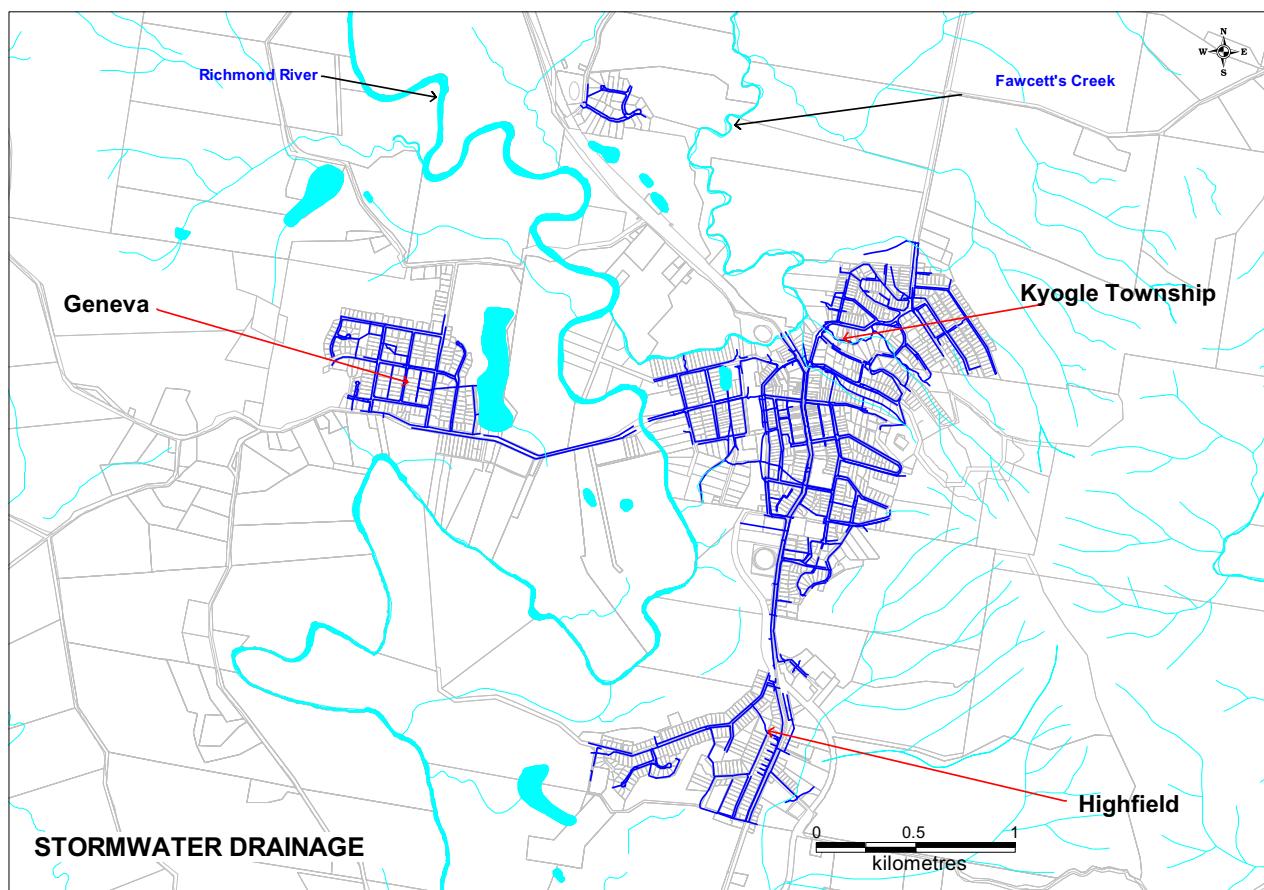 N
W E
S
Richmond River
Fawcett's Creek
Geneva
Kyogle Township
Highfield
0 0.5 1
kilometres
STORMWATER DRAINAGE